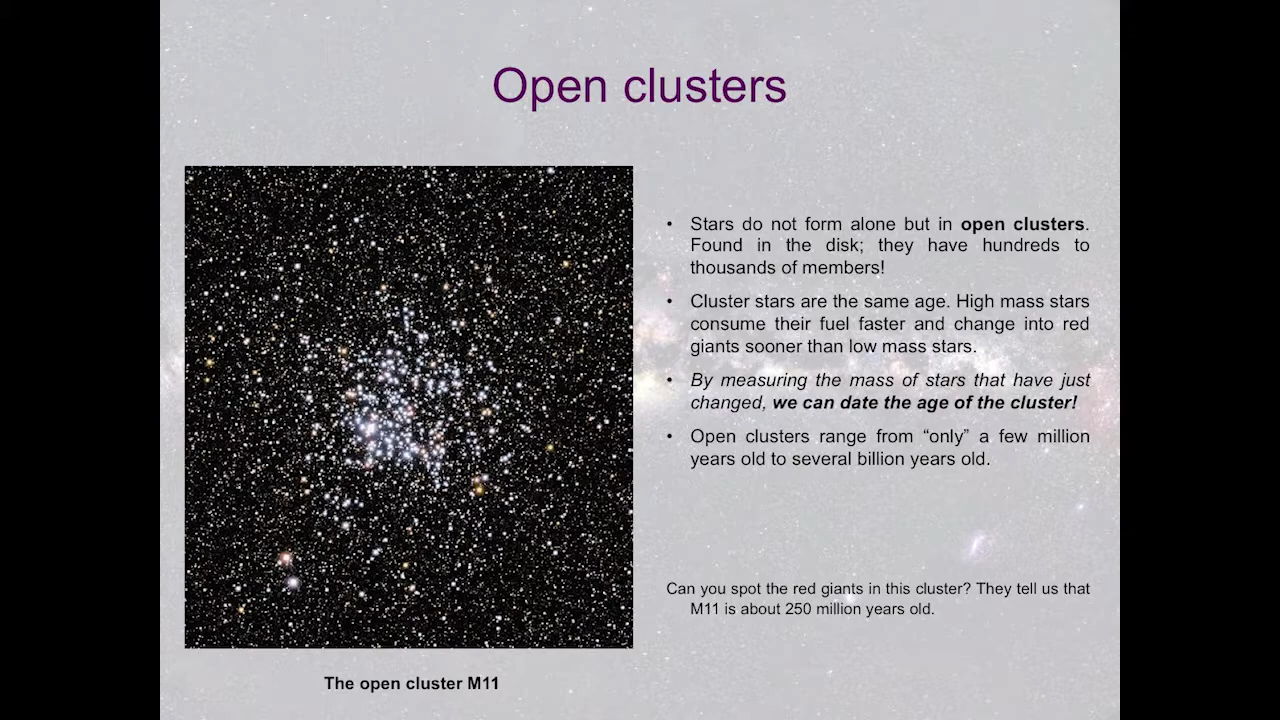 Open clusters
• Stars do not form alone but in open clusters.
Found in the disk; they have hundreds to
thousands of members!
• Cluster stars are the same age. High mass stars
consume their fuel faster and change into red
giants sooner than low mass stars.
• By measuring the mass of stars that have just
changed, we can date the age of the cluster!
• Open clusters range from “only” a few million
years old to several billion years old.
Can you spot the red giants in this cluster? They tell us that
M11 is about 250 million years old.
The open cluster M11